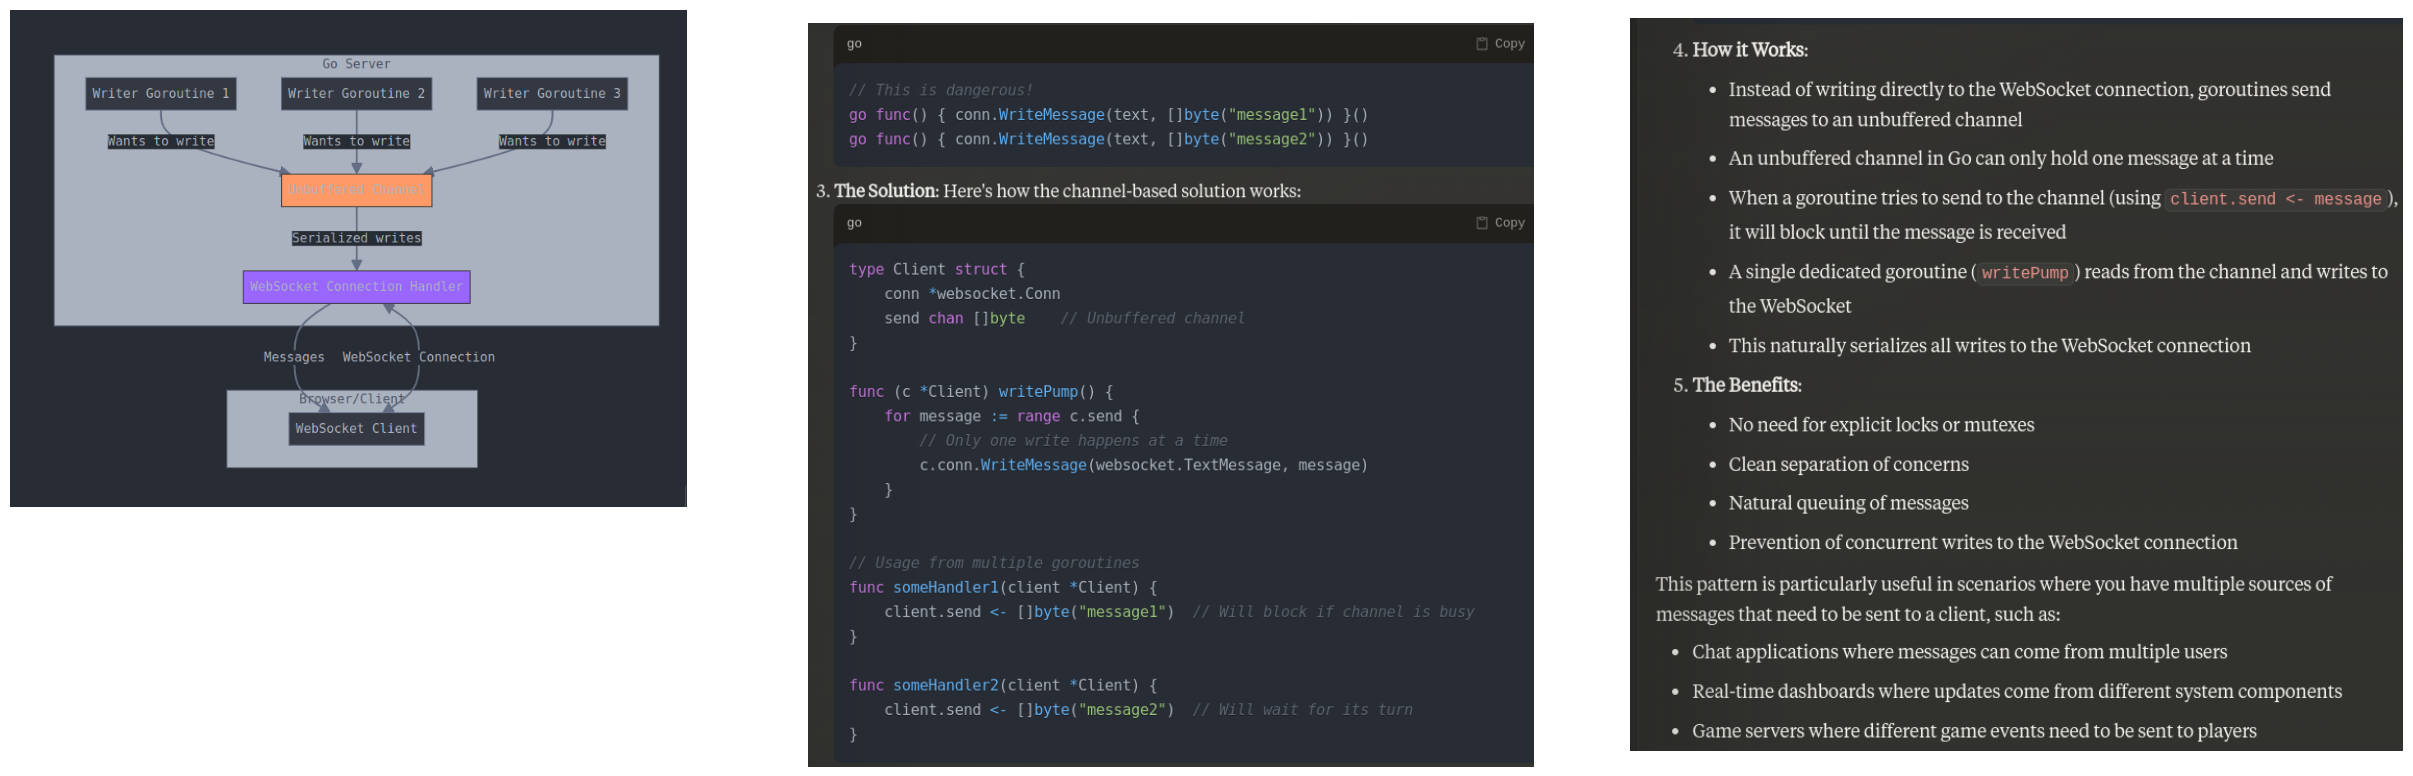 Go Server
Writer Goroutine 1
Writer Goroutine 2
Writer Goroutine 3
Wants to write
Wants to write
Wants to write
Unbuffered Channel
Serialized writes
WebSocket Connection Handler
Messages
WebSocket Connection
Browser/Client
WebSocket Client
go
Copy
// This is dangerous!
go func() { conn.WriteMessage(text, []byte("message1")) }()
go func() { conn.WriteMessage(text, []byte("message2")) }()
3. The Solution: Here's how the channel-based solution works:
go
Copy
type Client struct {
    conn *websocket.Conn
    send chan []byte    // Unbuffered channel
}
func (c *Client) writePump() {
    for message := range c.send {
        // Only one write happens at a time
        c.conn.WriteMessage(websocket.TextMessage, message)
    }
}
// Usage from multiple goroutines
func someHandler1(client *Client) {
    client.send <- []byte("message1")  // Will block if channel is busy
}
func someHandler2(client *Client) {
    client.send <- []byte("message2")  // Will wait for its turn
}
4. How it Works:
• Instead of writing directly to the WebSocket connection, goroutines send
messages to an unbuffered channel
• An unbuffered channel in Go can only hold one message at a time
• When a goroutine tries to send to the channel (using client.send <- message),
it will block until the message is received
• A single dedicated goroutine (writePump) reads from the channel and writes to
the WebSocket
• This naturally serializes all writes to the WebSocket connection
5. The Benefits:
• No need for explicit locks or mutexes
• Clean separation of concerns
• Natural queuing of messages
• Prevention of concurrent writes to the WebSocket connection
This pattern is particularly useful in scenarios where you have multiple sources of
messages that need to be sent to a client, such as:
• Chat applications where messages can come from multiple users
• Real-time dashboards where updates come from different system components
• Game servers where different game events need to be sent to players